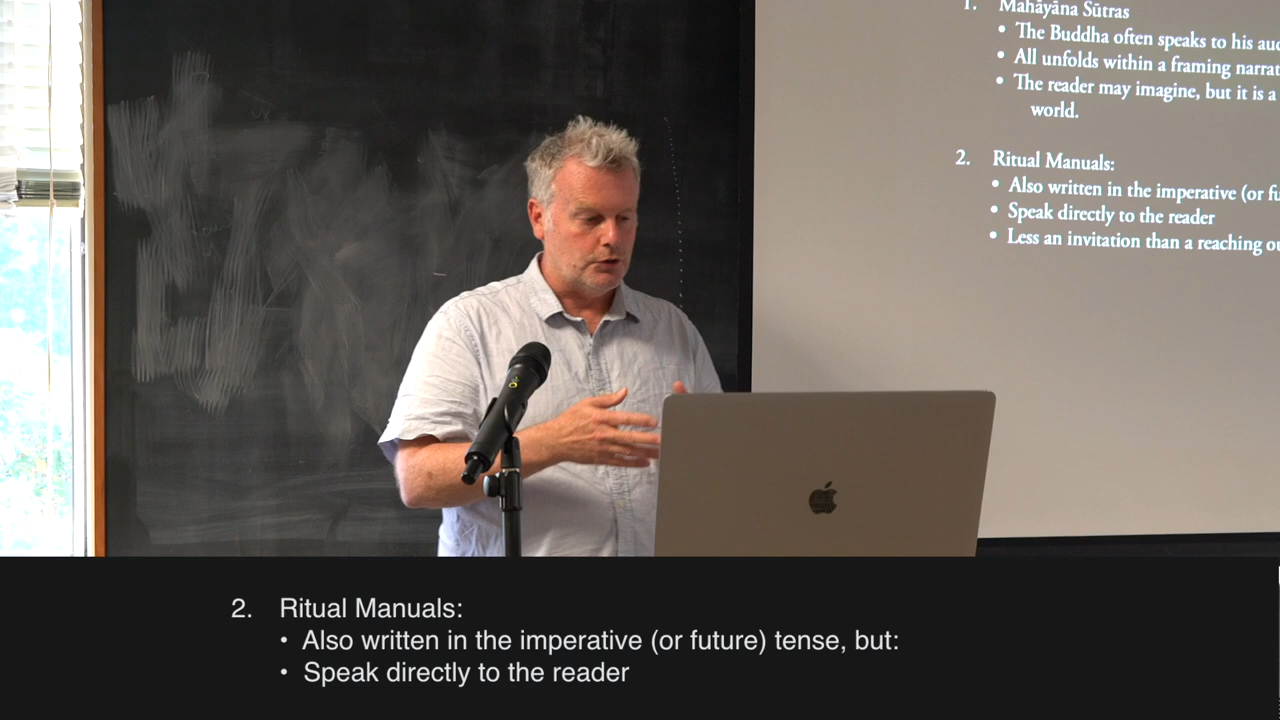 1. Mahāyāna Sūtras
• The Buddha often speaks to his
• All unfolds within a framing
• The reader may imagine, but it is a
world.
2. Ritual Manuals:
• Also written in the imperative (or
• Speak directly to the reader
• Less an invitation than a reaching
2. Ritual Manuals:
• Also written in the imperative (or future) tense, but:
• Speak directly to the reader